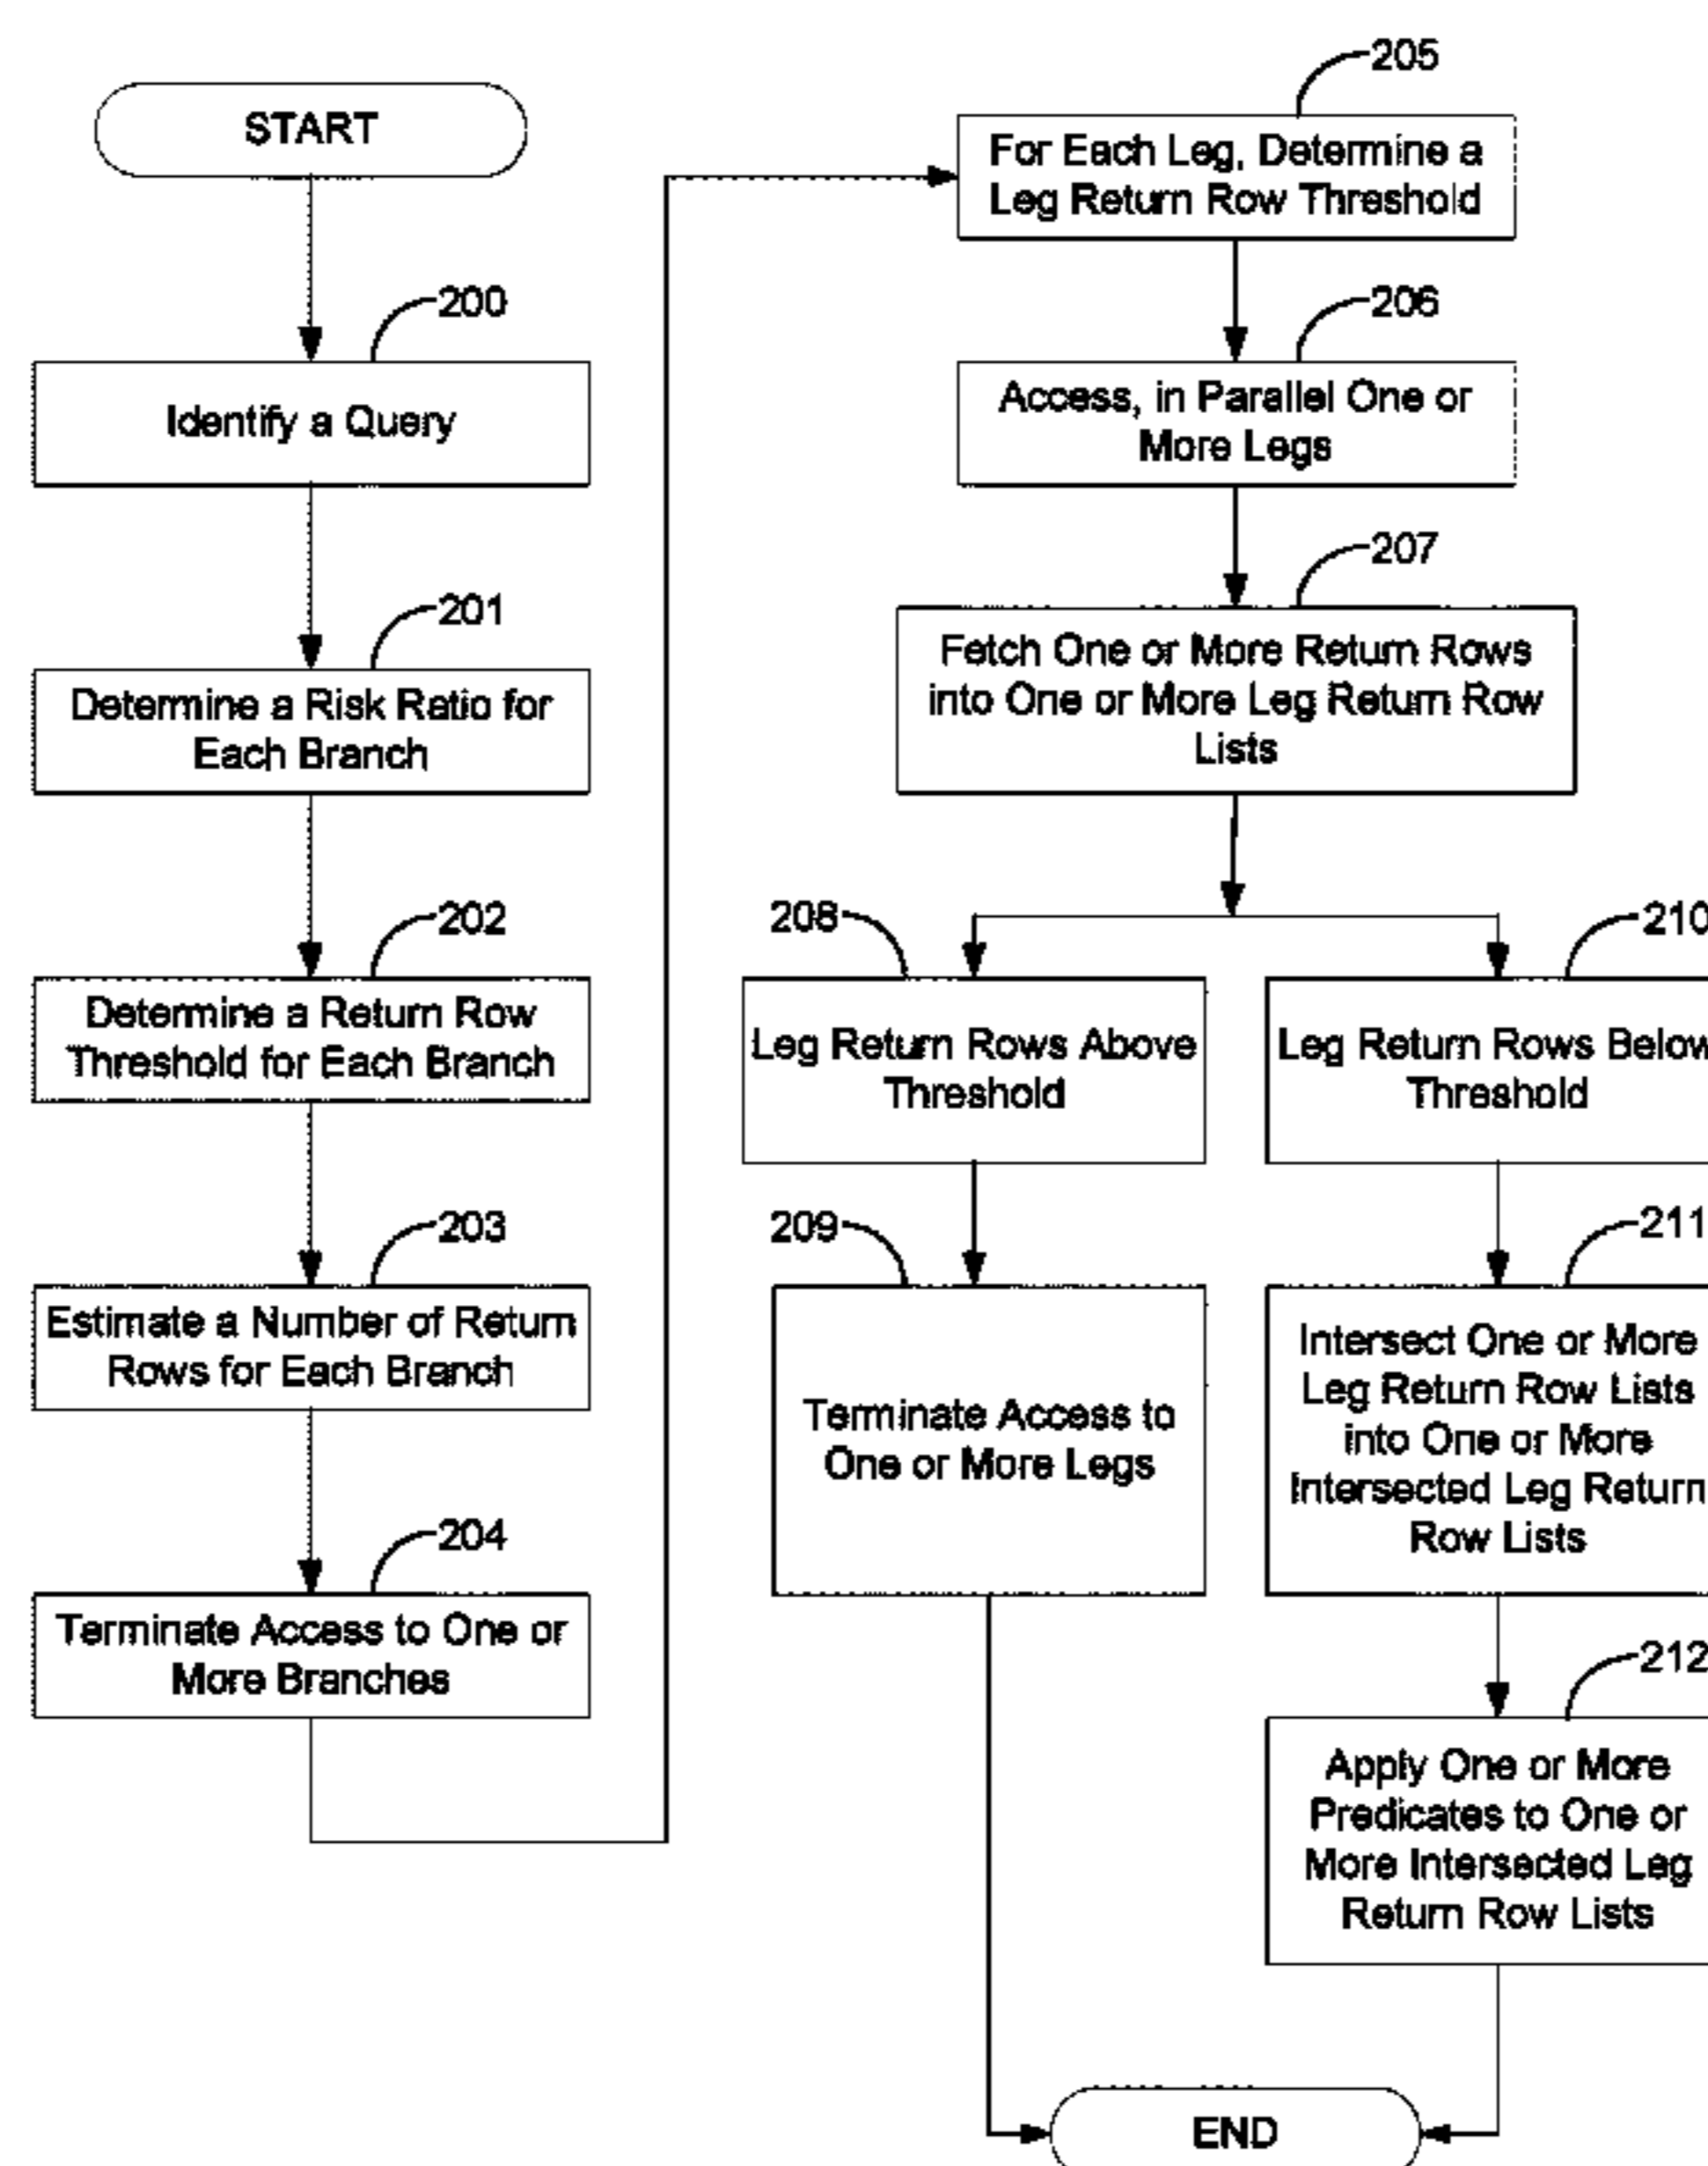 START
200
Identify a Query
201
Determine a Risk Ratio for
Each Branch
202
Determine a Return Row
Threshold for Each Branch
203
Estimate a Number of Return
Rows for Each Branch
204
Terminate Access to One or
More Branches
205
For Each Leg, Determine a
Leg Return Row Threshold
206
Access, in Parallel One or
More Legs
207
Fetch One or More Return Rows
into One or More Leg Return Row
Lists
208
Leg Return Rows Above
Threshold
209
Terminate Access to
One or More Legs
210
Leg Return Rows Below
Threshold
211
Intersect One or More
Leg Return Row Lists
into One or More
Intersected Leg Return
Row Lists
212
Apply One or More
Predicates to One or
More Intersected Leg
Return Row Lists
END